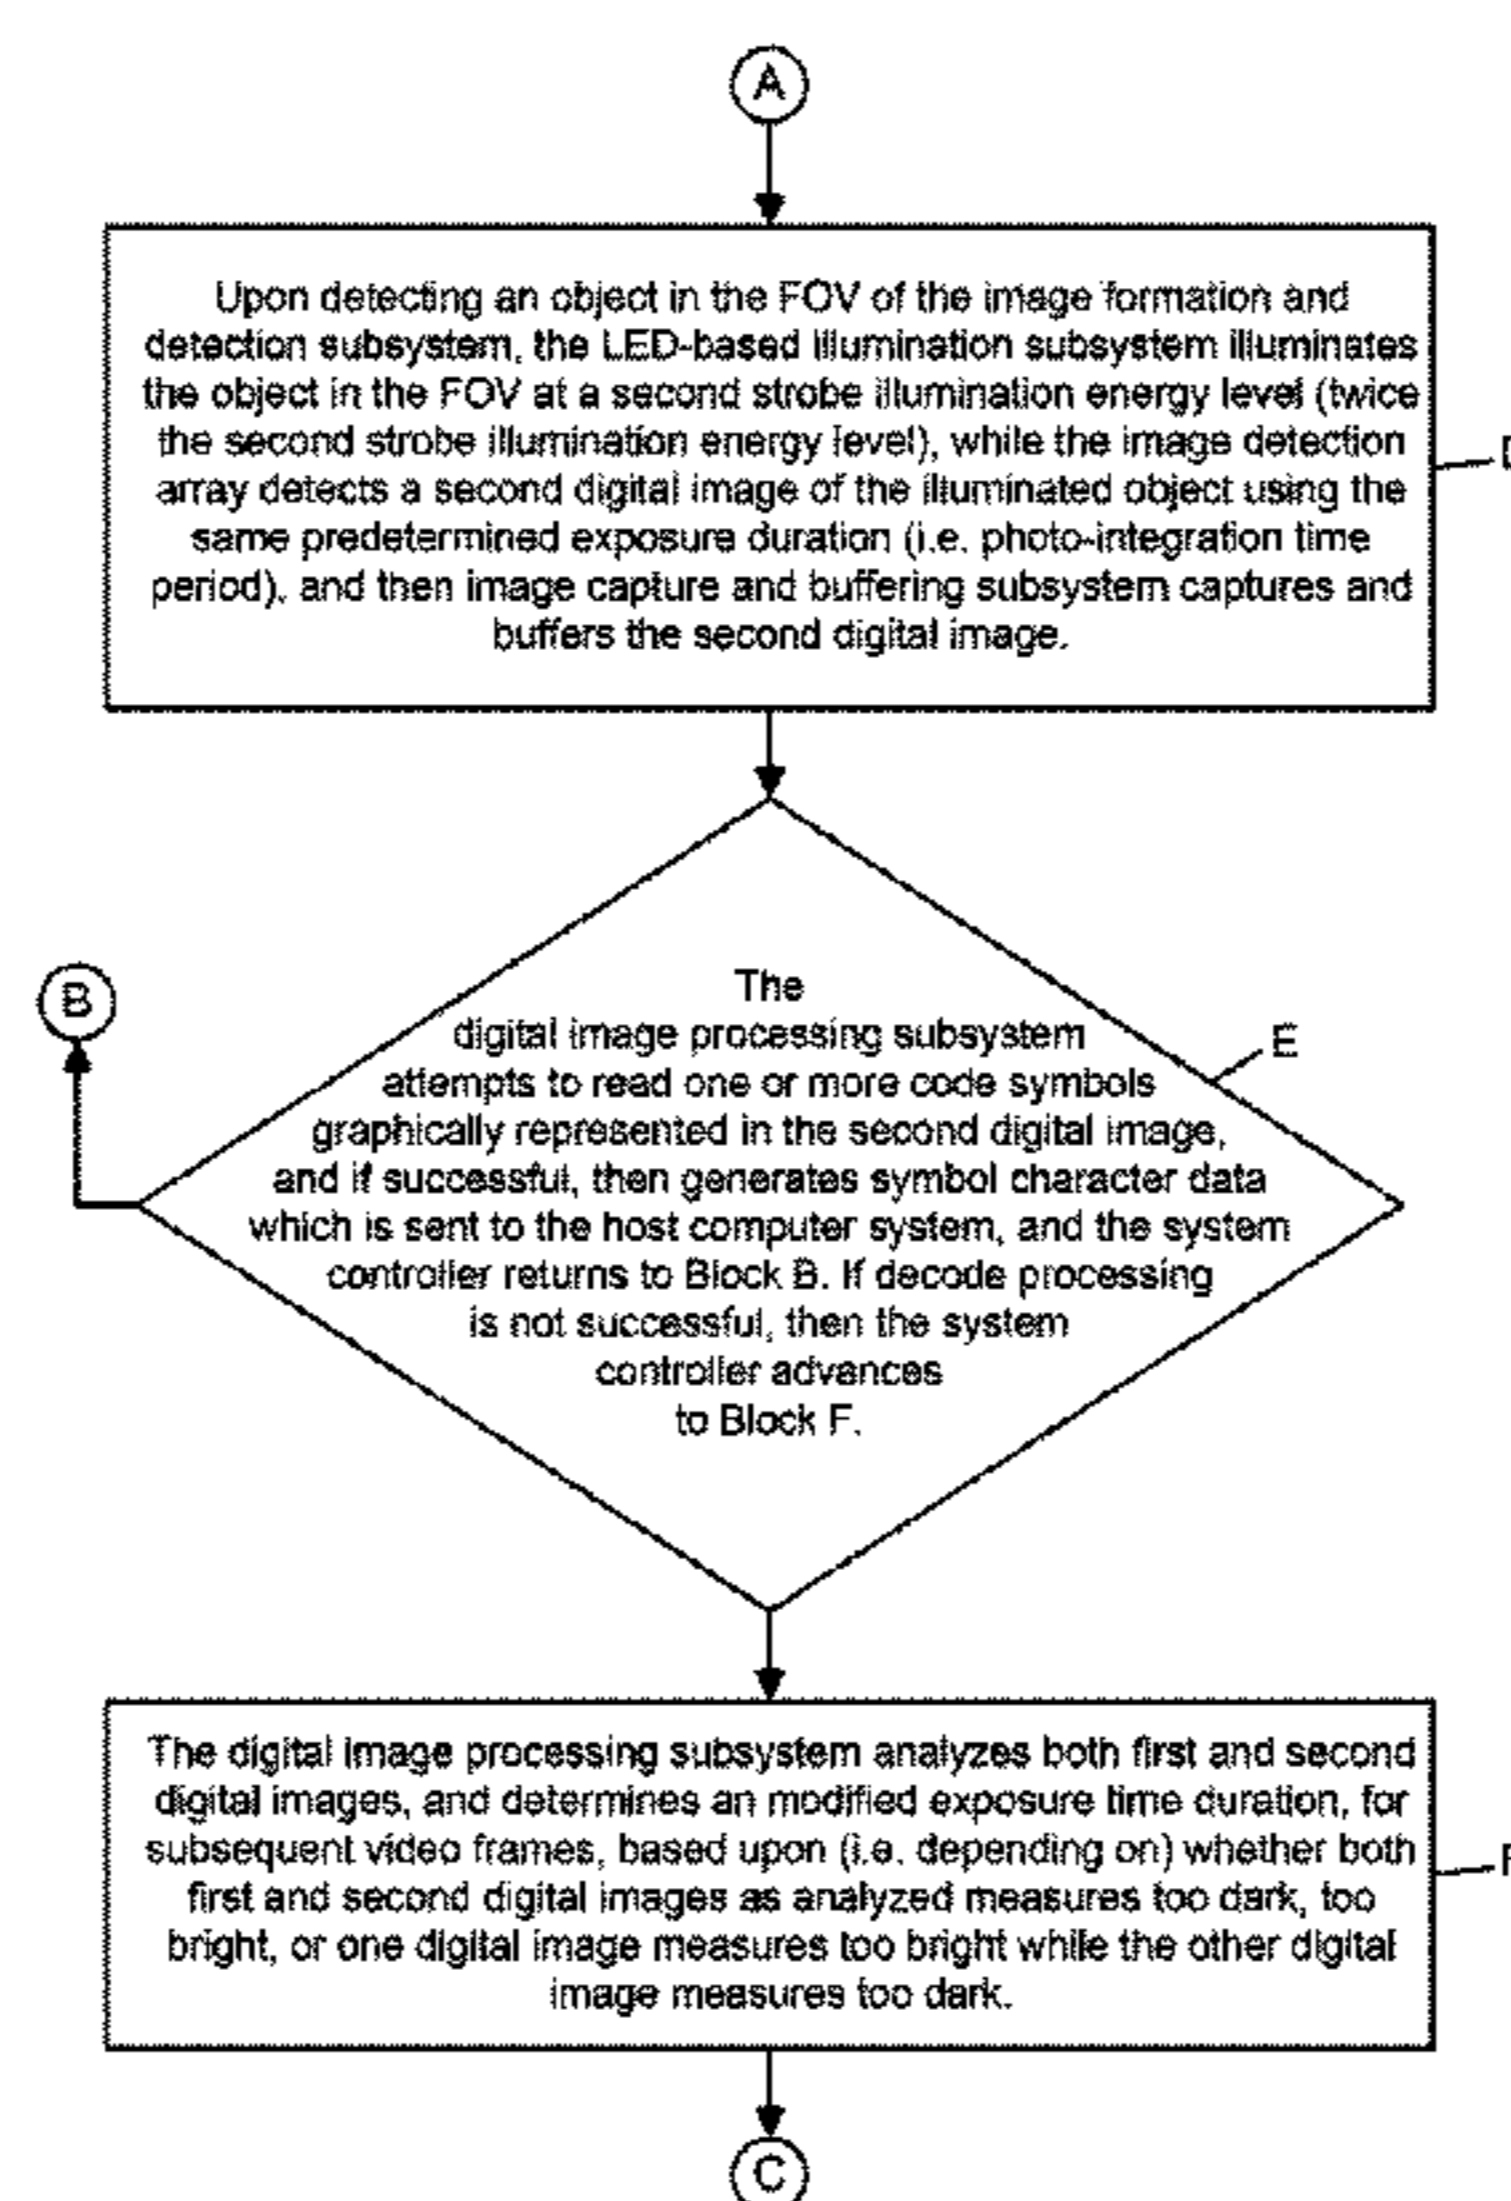 A
Upon detecting an object in the FOV of the image formation and
detection subsystem, the LED-based illumination subsystem illuminates
the object in the FOV at a second strobe illumination energy level (twice
the second strobe illumination energy level), while the image detection
array detects a second digital image of the illuminated object using the
same predetermined exposure duration (i.e. photo-integration time
period), and then image capture and buffering subsystem captures and
buffers the second digital image.
B
The
digital image processing subsystem
E
attempts to read one or more code symbols
graphically represented in the second digital image,
and if successful, then generates symbol character data
which is sent to the host computer system, and the system
controller returns to Block B. If decode processing
is not successful, then the system
controller advances
to Block F.
The digital image processing subsystem analyzes both first and second
digital images, and determines an modified exposure time duration, for
subsequent video frames, based upon (i.e. depending on) whether both
first and second digital images as analyzed measures too dark, too
bright, or one digital image measures too bright while the other digital
image measures too dark.
C